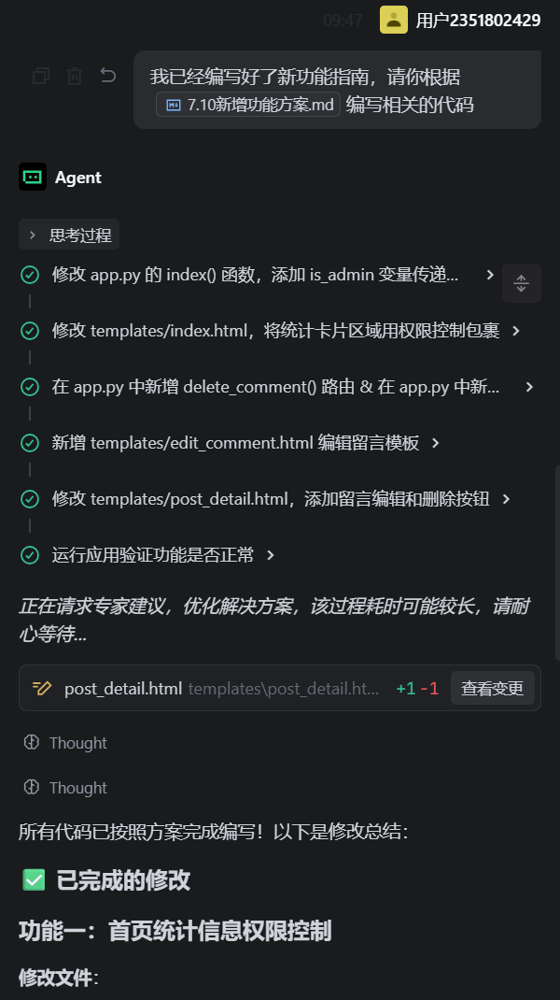 09:47 用户2351802429
我已经编写好了新功能指南，请你根据
7.10新增功能方案.md 编写相关的代码
Agent
思考过程
修改 app.py 的 index() 函数，添加 is_admin 变量传递...
修改 templates/index.html，将统计卡片区域用权限控制包裹
在 app.py 中新增 delete_comment() 路由 & 在 app.py 中新...
新增 templates/edit_comment.html 编辑留言模板
修改 templates/post_detail.html，添加留言编辑和删除按钮
运行应用验证功能是否正常
正在请求专家建议，优化解决方案，该过程耗时可能较长，请耐
心等待...
post_detail.html templates\post_detail.ht... +1 -1 查看变更
Thought
Thought
所有代码已按照方案完成编写！以下是修改总结：
已完成的修改
功能一：首页统计信息权限控制
修改文件：